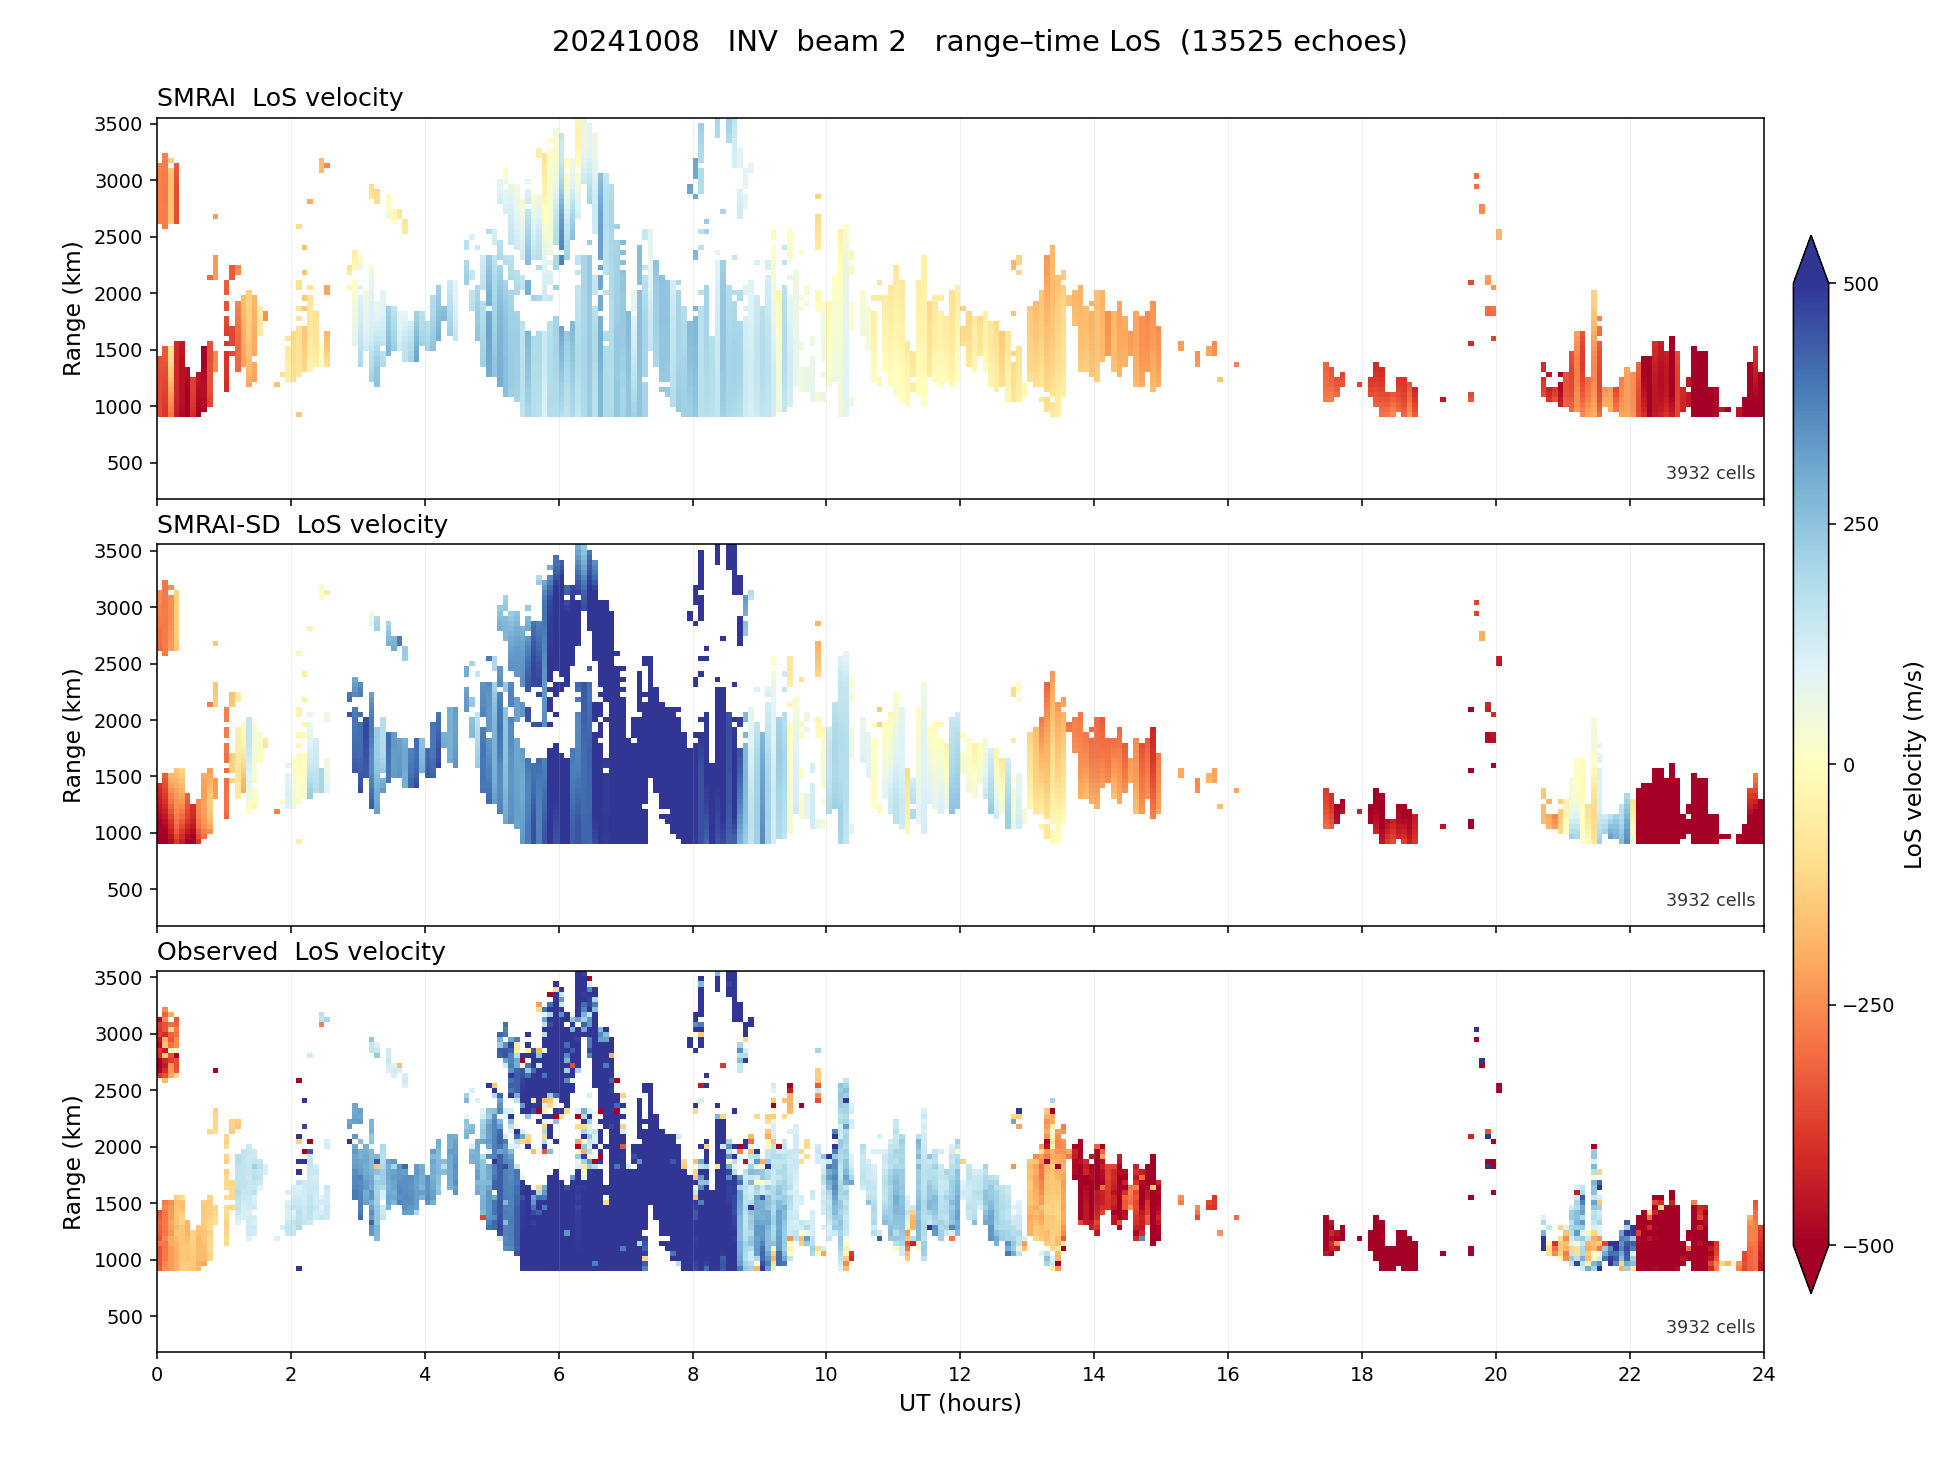 20241008   INV  beam 2   range–time LoS  (13525 echoes)
SMRAI  LoS velocity
3500
3000
2500
2000
1500
1000
500
Range (km)
3932 cells
SMRAI-SD  LoS velocity
3500
3000
2500
2000
1500
1000
500
Range (km)
3932 cells
Observed  LoS velocity
3500
3000
2500
2000
1500
1000
500
Range (km)
3932 cells
0 2 4 6 8 10 12 14 16 18 20 22 24
UT (hours)
500
250
0
−250
−500
LoS velocity (m/s)